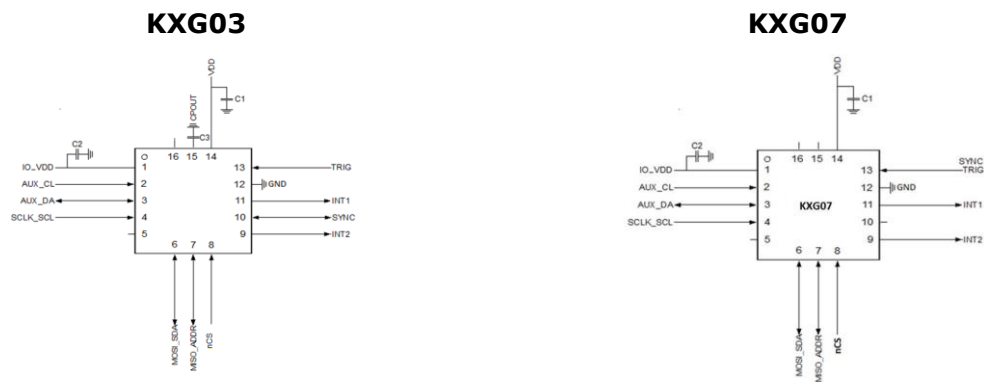 KXG03
KXG07
VDD
C1
CPOUT
C3
C2
16 15 14
IO_VDD 1 13 TRIG
AUX_CL 2 12 GND
AUX_DA 3 11 INT1
SCLK_SCL 4 10 SYNC
5 9 INT2
6 7 8
MOSI_SDA
MISO_ADDR
nCS
VDD
C1
C2
16 15 14
SYNC
IO_VDD 1 13 TRIG
AUX_CL 2 12 GND
AUX_DA 3 KXG07 11 INT1
SCLK_SCL 4 10
5 9 INT2
6 7 8
MOSI_SDA
MISO_ADDR
nCS